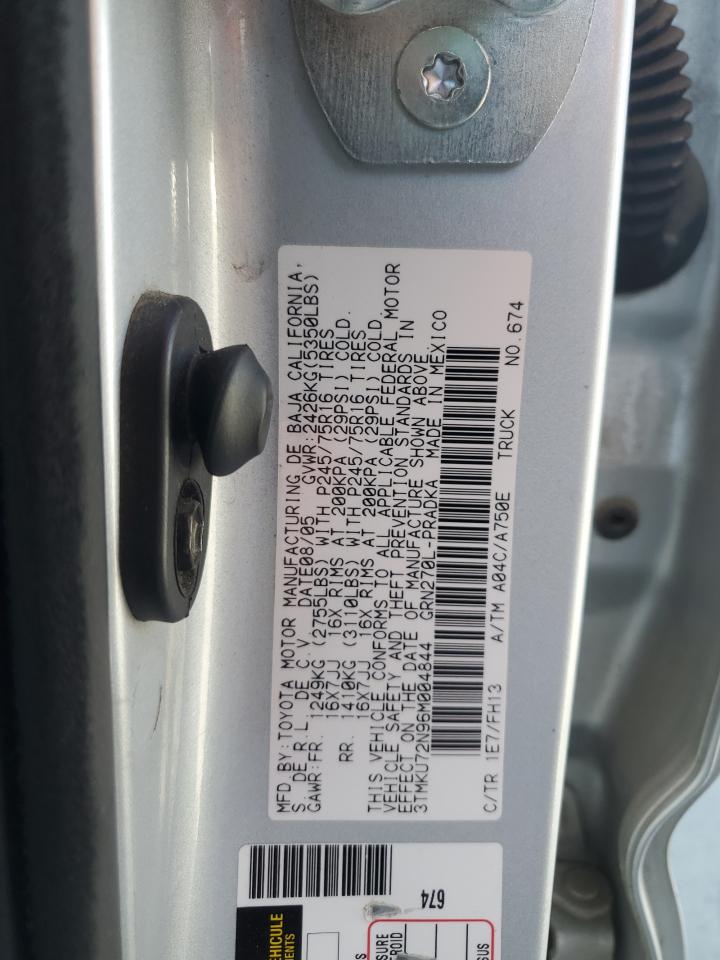 MFD.BY:TOYOTA MOTOR MANUFACTURING DE BAJA CALIFORNIA,
S. DE R.L. DE C.V. DATE08/05 GVWR:2426KG(5350LBS)
GAWR:FR. 1249KG (2755LBS) WITH P245/75R16 TIRES
16X7JJ 16X RIMS AT 200KPA (29PSI) COLD.
RR. 1410KG (3110LBS) WITH P245/75R16 TIRES
16X7JJ 16X RIMS AT 200KPA (29PSI) COLD
THIS VEHICLE CONFORMS TO ALL APPLICABLE FEDERAL MOTOR
VEHICLE SAFETY AND THEFT PREVENTION STANDARDS IN
EFFECT ON THE DATE OF MANUFACTURE SHOWN ABOVE.
3TMKU72N96M004844 GRN270L-PRADKA MADE IN MEXICO
C/TR 1E7/FH13 A/TM A04C/A750E TRUCK NO.674
674